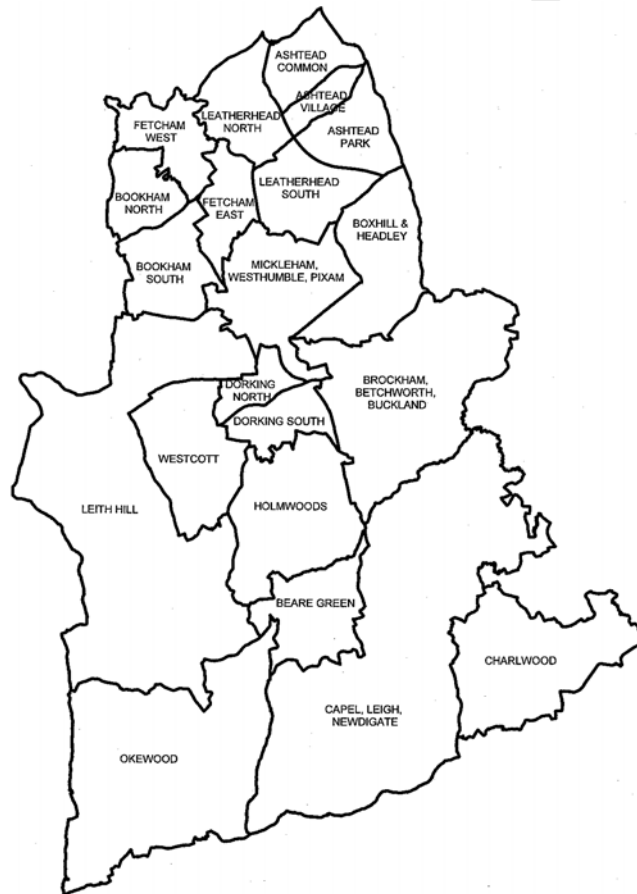 ASHTEAD
COMMON
ASHTEAD
VILLAGE
LEATHERHEAD
NORTH
FETCHAM
WEST
ASHTEAD
PARK
LEATHERHEAD
SOUTH
BOOKHAM
NORTH
FETCHAM
EAST
BOXHILL &
HEADLEY
BOOKHAM
SOUTH
MICKLEHAM,
WESTHUMBLE, PIXAM
DORKING
NORTH
BROCKHAM,
BETCHWORTH,
BUCKLAND
DORKING SOUTH
WESTCOTT
LEITH HILL
HOLMWOODS
BEARE GREEN
CHARLWOOD
CAPEL, LEIGH,
NEWDIGATE
OKEWOOD